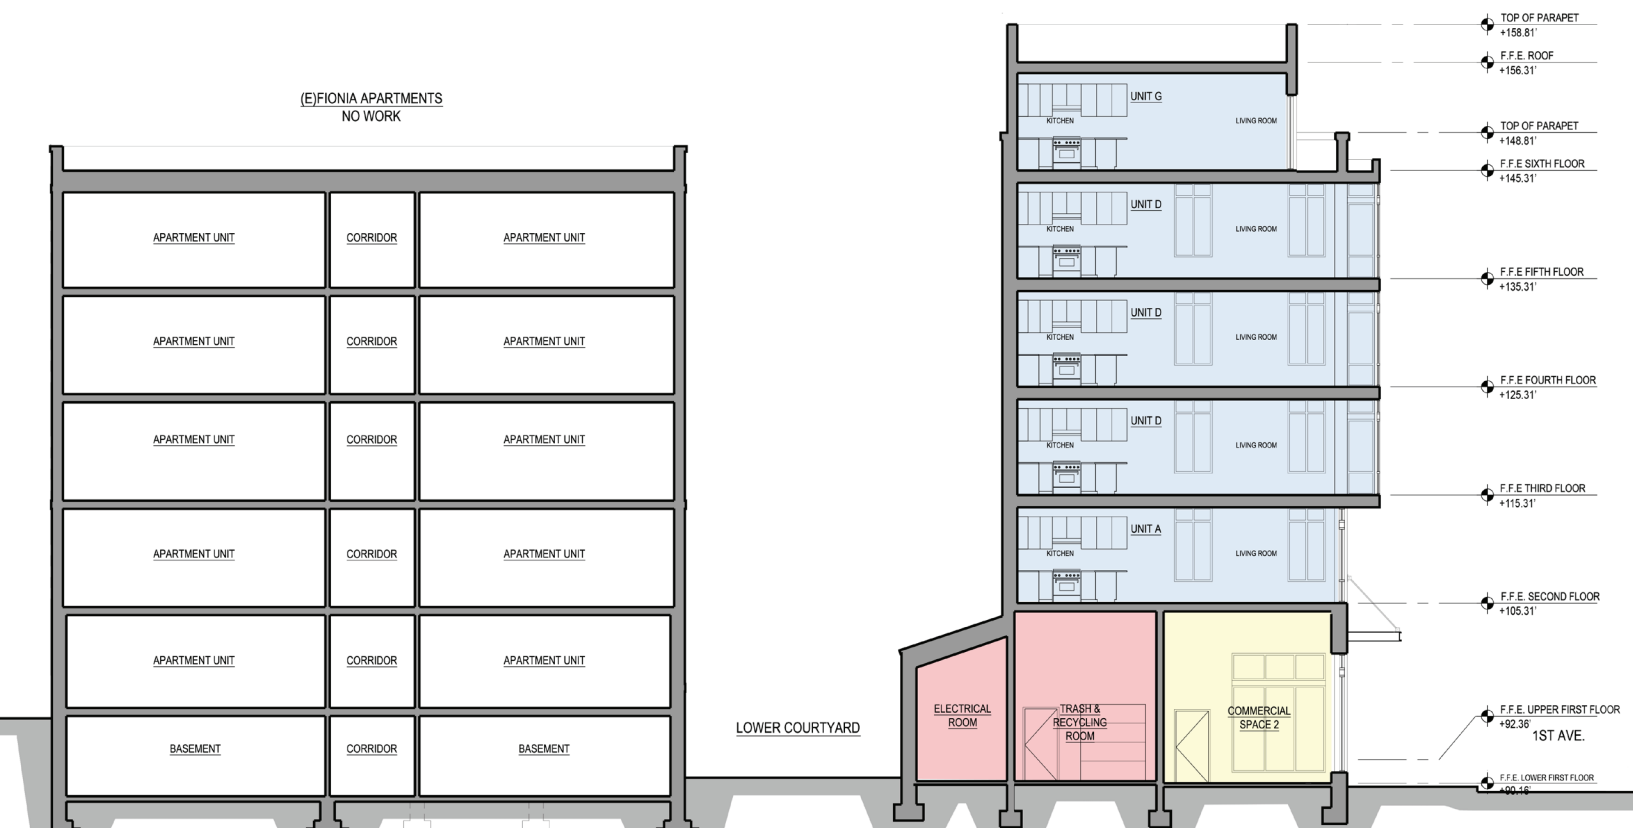 (E)FIONIA APARTMENTS
NO WORK
APARTMENT UNIT
CORRIDOR
APARTMENT UNIT
APARTMENT UNIT
CORRIDOR
APARTMENT UNIT
APARTMENT UNIT
CORRIDOR
APARTMENT UNIT
APARTMENT UNIT
CORRIDOR
APARTMENT UNIT
APARTMENT UNIT
CORRIDOR
APARTMENT UNIT
BASEMENT
CORRIDOR
BASEMENT
LOWER COURTYARD
UNIT G
KITCHEN
LIVING ROOM
UNIT D
KITCHEN
LIVING ROOM
UNIT D
KITCHEN
LIVING ROOM
UNIT D
KITCHEN
LIVING ROOM
UNIT A
KITCHEN
LIVING ROOM
ELECTRICAL
ROOM
TRASH &
RECYCLING
ROOM
COMMERCIAL
SPACE 2
TOP OF PARAPET
+158.81'
F.F.E. ROOF
+156.31'
TOP OF PARAPET
+148.81'
F.F.E SIXTH FLOOR
+145.31'
F.F.E FIFTH FLOOR
+135.31'
F.F.E FOURTH FLOOR
+125.31'
F.F.E THIRD FLOOR
+115.31'
F.F.E. SECOND FLOOR
+105.31'
F.F.E. UPPER FIRST FLOOR
+92.36'
1ST AVE.
F.F.E. LOWER FIRST FLOOR
+90.16'